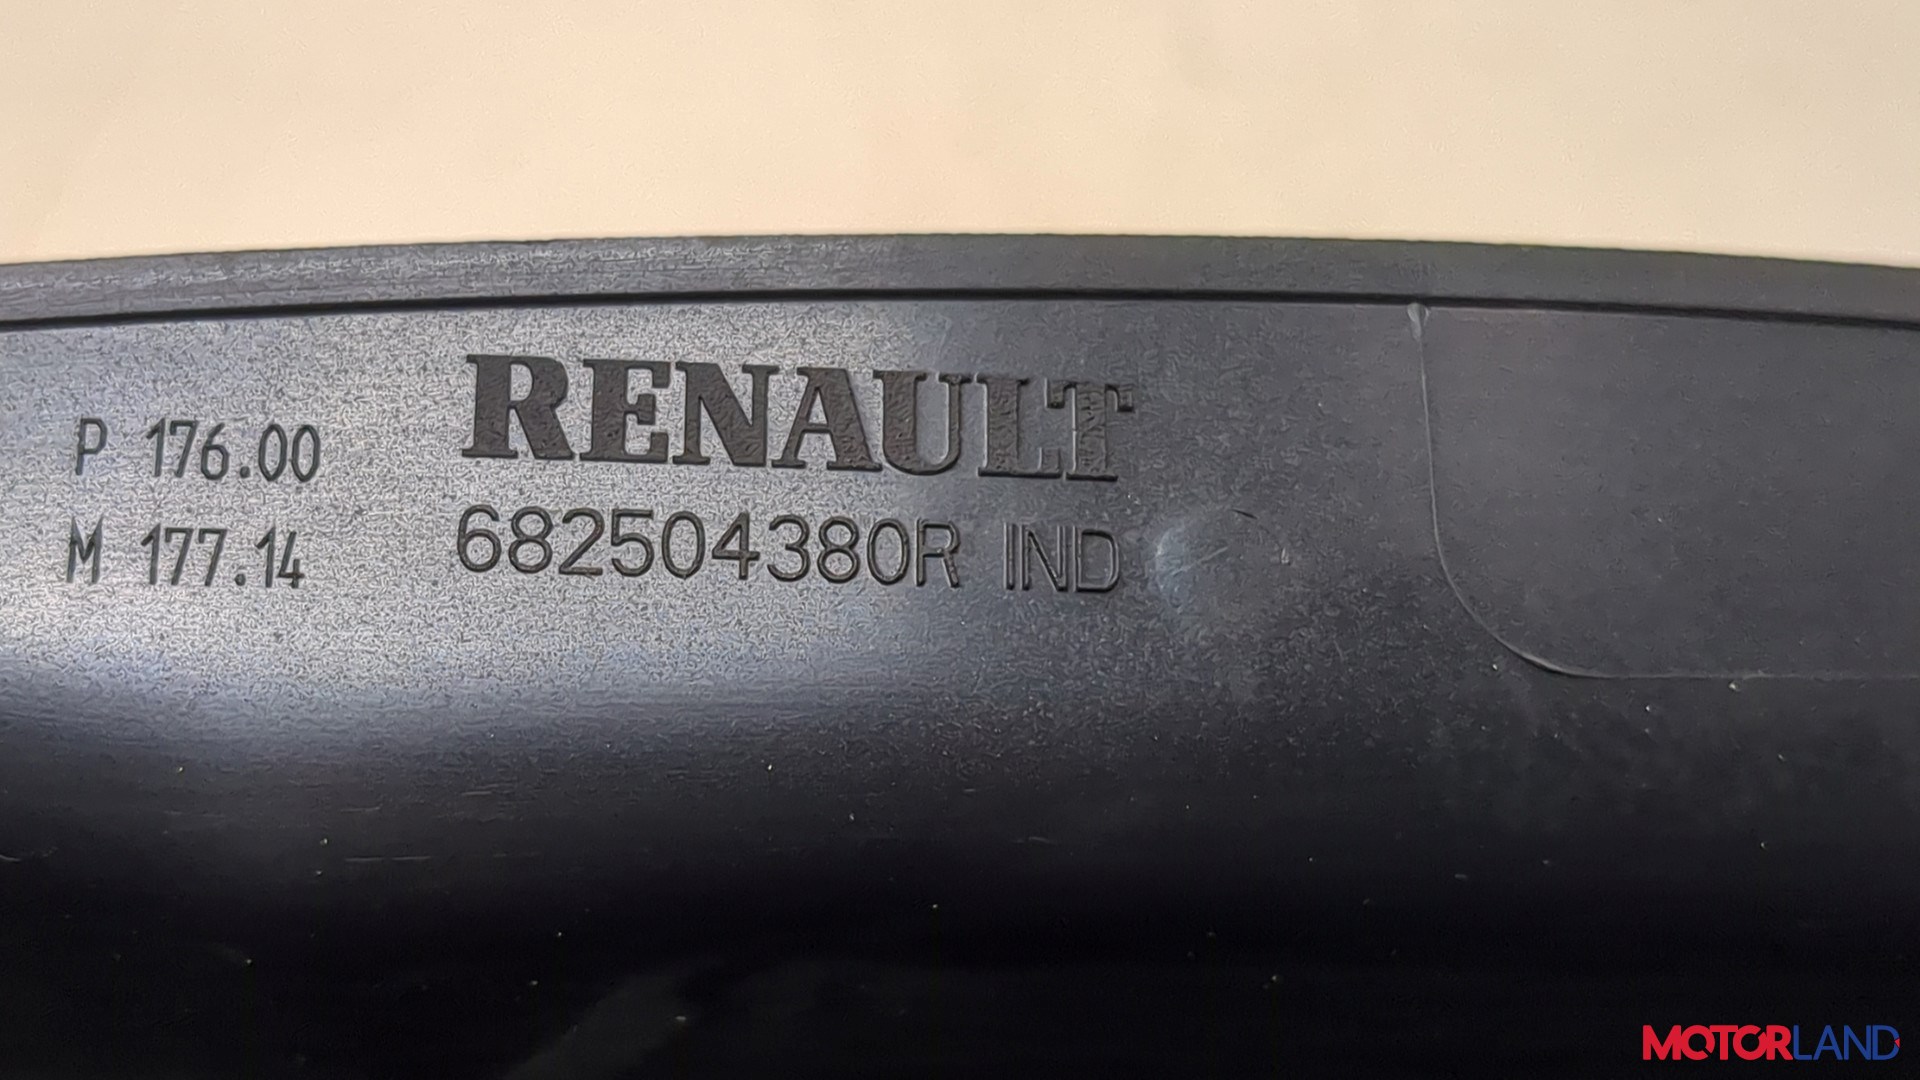 RENAULT
P 176.00
682504380R IND
M 177.14
MOTORLAND